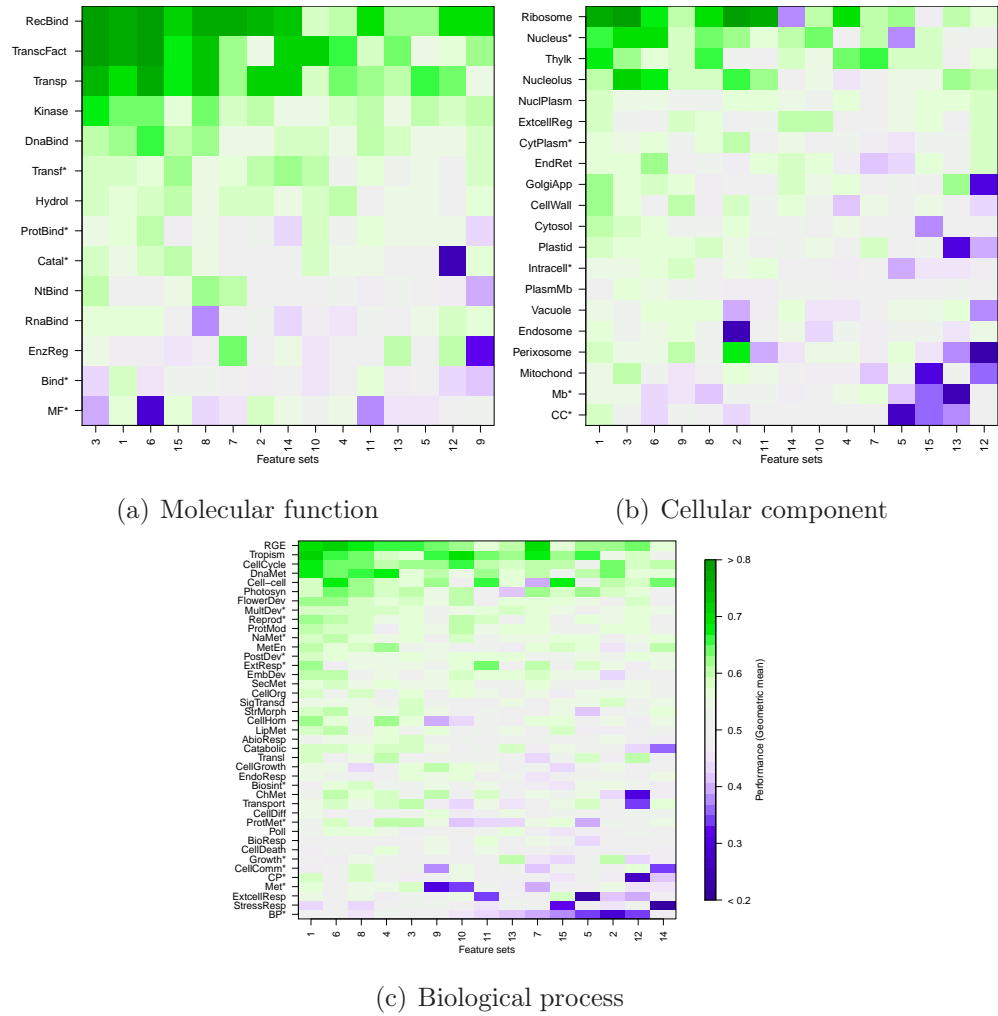 RecBind
TranscFact
Transp
Kinase
DnaBind
Transf*
Hydrol
ProtBind*
Catal*
NtBind
RnaBind
EnzReg
Bind*
MF*
3 1 6 15 8 7 2 14 10 4 11 13 5 12 9
Feature sets
(a) Molecular function
Ribosome
Nucleus*
Thylk
Nucleolus
NuclPlasm
ExtcellReg
CytPlasm*
EndRet
GolgiApp
CellWall
Cytosol
Plastid
Intracell*
PlasmMb
Vacuole
Endosome
Perixosome
Mitochond
Mb*
CC*
1 3 6 9 8 2 11 14 10 4 7 5 15 13 12
Feature sets
(b) Cellular component
RGE
Tropism
CellCycle
DnaMet
Cell−cell
Photosyn
FlowerDev
MultDev*
Reprod*
ProtMod
NaMet*
MetEn
PostDev*
ExtResp*
EmbDev
SecMet
CellOrg
SigTransd
StrMorph
CellHom
LipMet
AbioResp
Catabolic
Transl
CellGrowth
EndoResp
Biosint*
ChMet
Transport
CellDiff
ProtMet*
Poll
BioResp
CellDeath
Growth*
CellComm*
CP*
Met*
ExtcellResp
StressResp
BP*
1 6 8 4 3 9 10 11 13 7 15 5 2 12 14
Feature sets
> 0.8
0.7
0.6
0.5
0.4
0.3
< 0.2
Performance (Geometric mean)
(c) Biological process